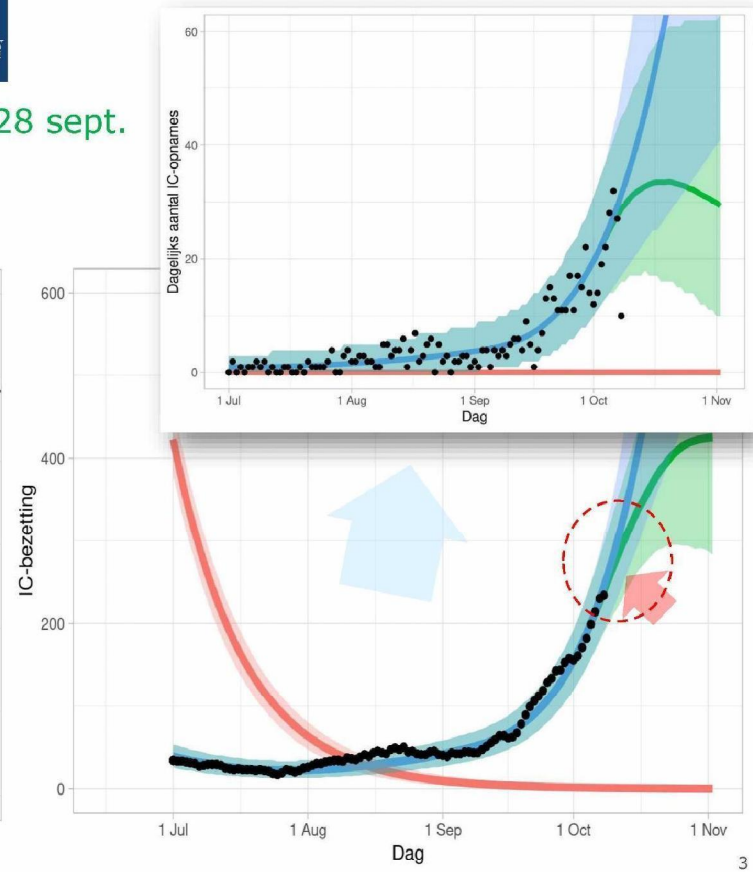 28 sept.
Dagelijks aantal IC-opnames
60
40
20
0
1 Jul
1 Aug
1 Sep
1 Oct
1 Nov
Dag
IC-bezetting
600
400
200
0
1 Jul
1 Aug
1 Sep
1 Oct
1 Nov
Dag
3